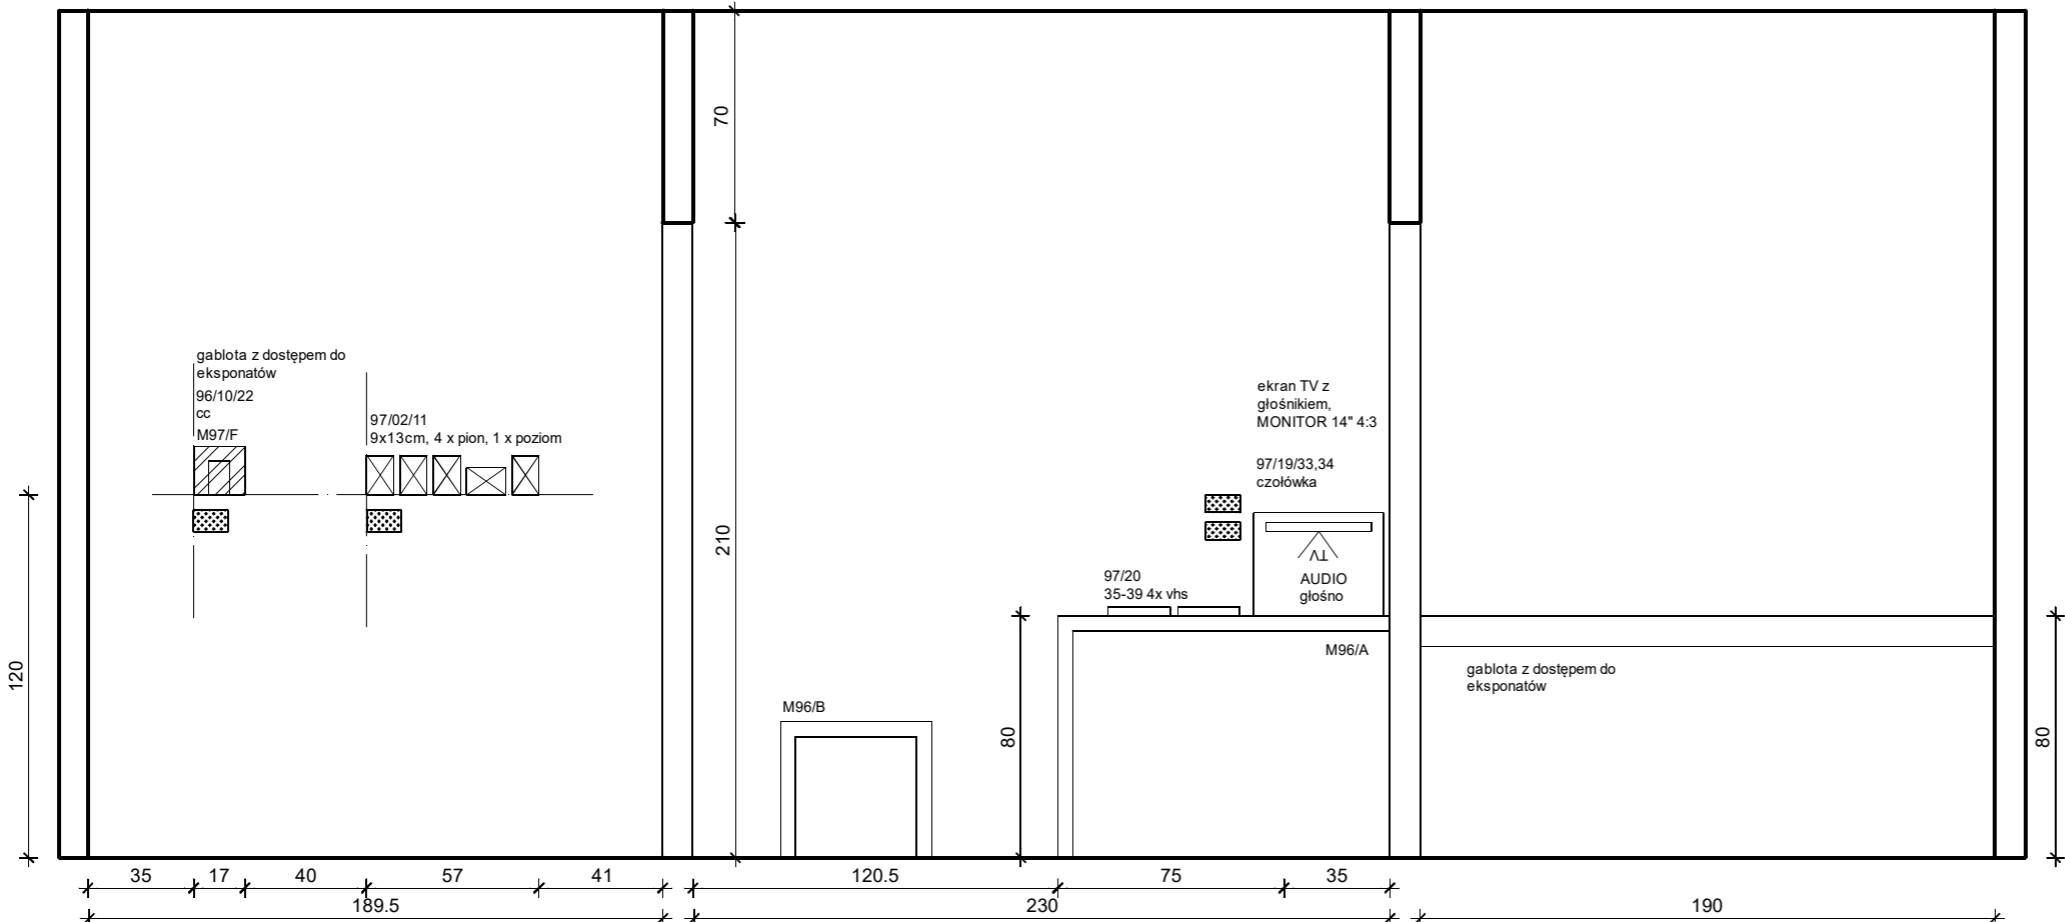 70
gablota z dostępem do
eksponatów
96/10/22
cc
M97/F
97/02/11
9x13cm, 4 x pion, 1 x poziom
ekran TV z
głośnikiem,
MONITOR 14" 4:3
97/19/33,34
czołówka
TV
AUDIO
głośno
97/20
35-39 4x vhs
210
120
M96/A
gablota z dostępem do
eksponatów
M96/B
80
80
35 17 40 57 41 120.5 75 35
189.5 230 190